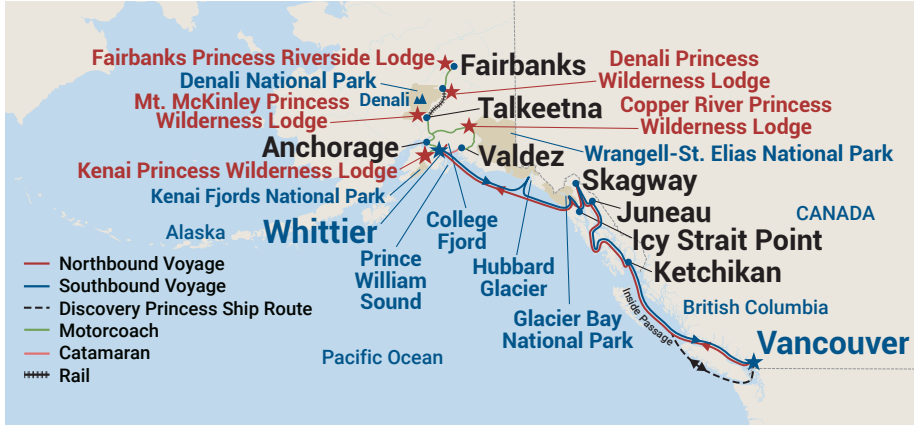 Fairbanks Princess Riverside Lodge
Fairbanks
Denali National Park
Denali
Denali Princess
Wilderness Lodge
Mt. McKinley Princess
Wilderness Lodge
Talkeetna
Copper River Princess
Wilderness Lodge
Anchorage
Valdez
Wrangell-St. Elias National Park
Kenai Princess Wilderness Lodge
Kenai Fjords National Park
Skagway
Juneau
CANADA
Alaska
Whittier
College
Fjord
Icy Strait Point
Prince
William
Sound
Hubbard
Glacier
Ketchikan
Glacier Bay
National Park
Inside Passage
British Columbia
Vancouver
Pacific Ocean
Northbound Voyage
Southbound Voyage
Discovery Princess Ship Route
Motorcoach
Catamaran
Rail